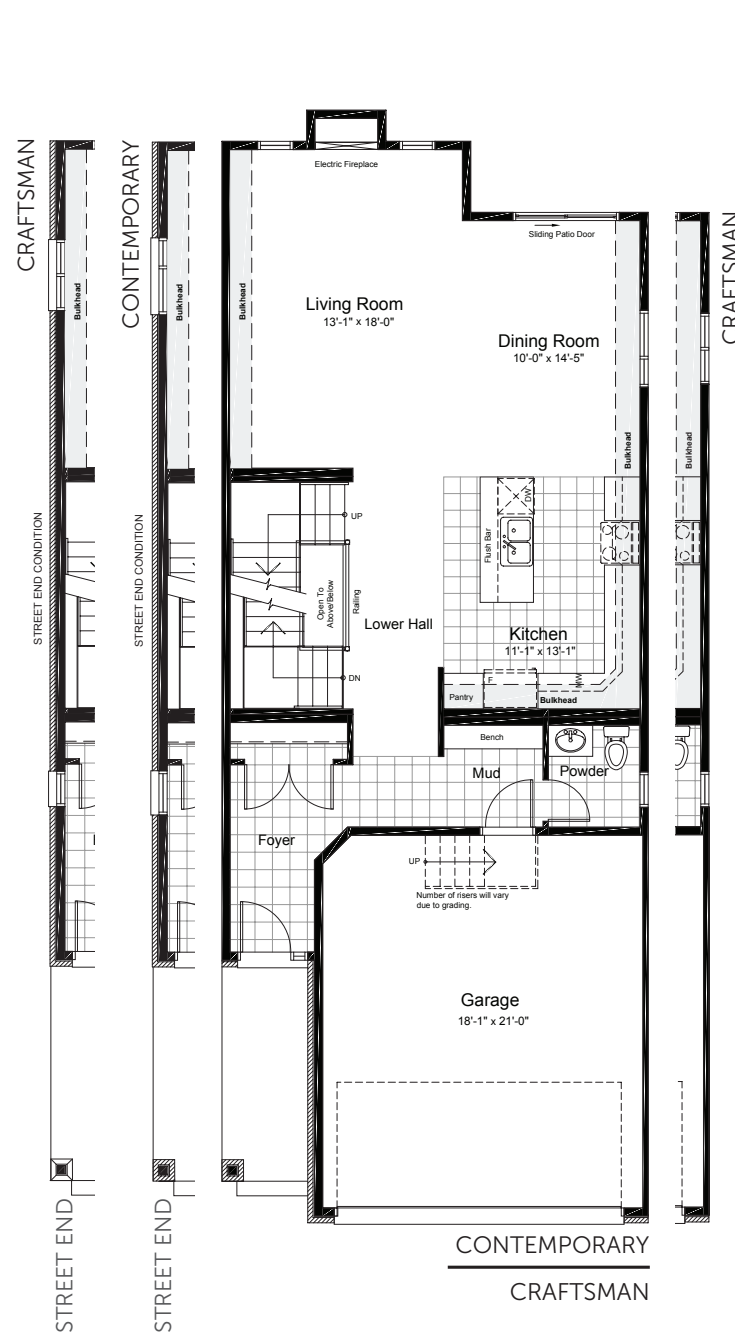 CRAFTSMAN
Bulkhead
STREET END CONDITION
STREET END
CONTEMPORARY
Bulkhead
STREET END CONDITION
STREET END
Electric Fireplace
Sliding Patio Door
Bulkhead
Living Room
13'-1" x 18'-0"
Dining Room
10'-0" x 14'-5"
Bulkhead
UP
Open To
Above/Below
Railing
DN
Lower Hall
DW
Flush Bar
Kitchen
11'-1" x 13'-1"
F
MW
Pantry
Bulkhead
Bench
Mud
Powder
Foyer
UP
Number of risers will vary
due to grading.
Garage
18'-1" x 21'-0"
CONTEMPORARY
CRAFTSMAN
CRAFTSMAN
Bulkhead